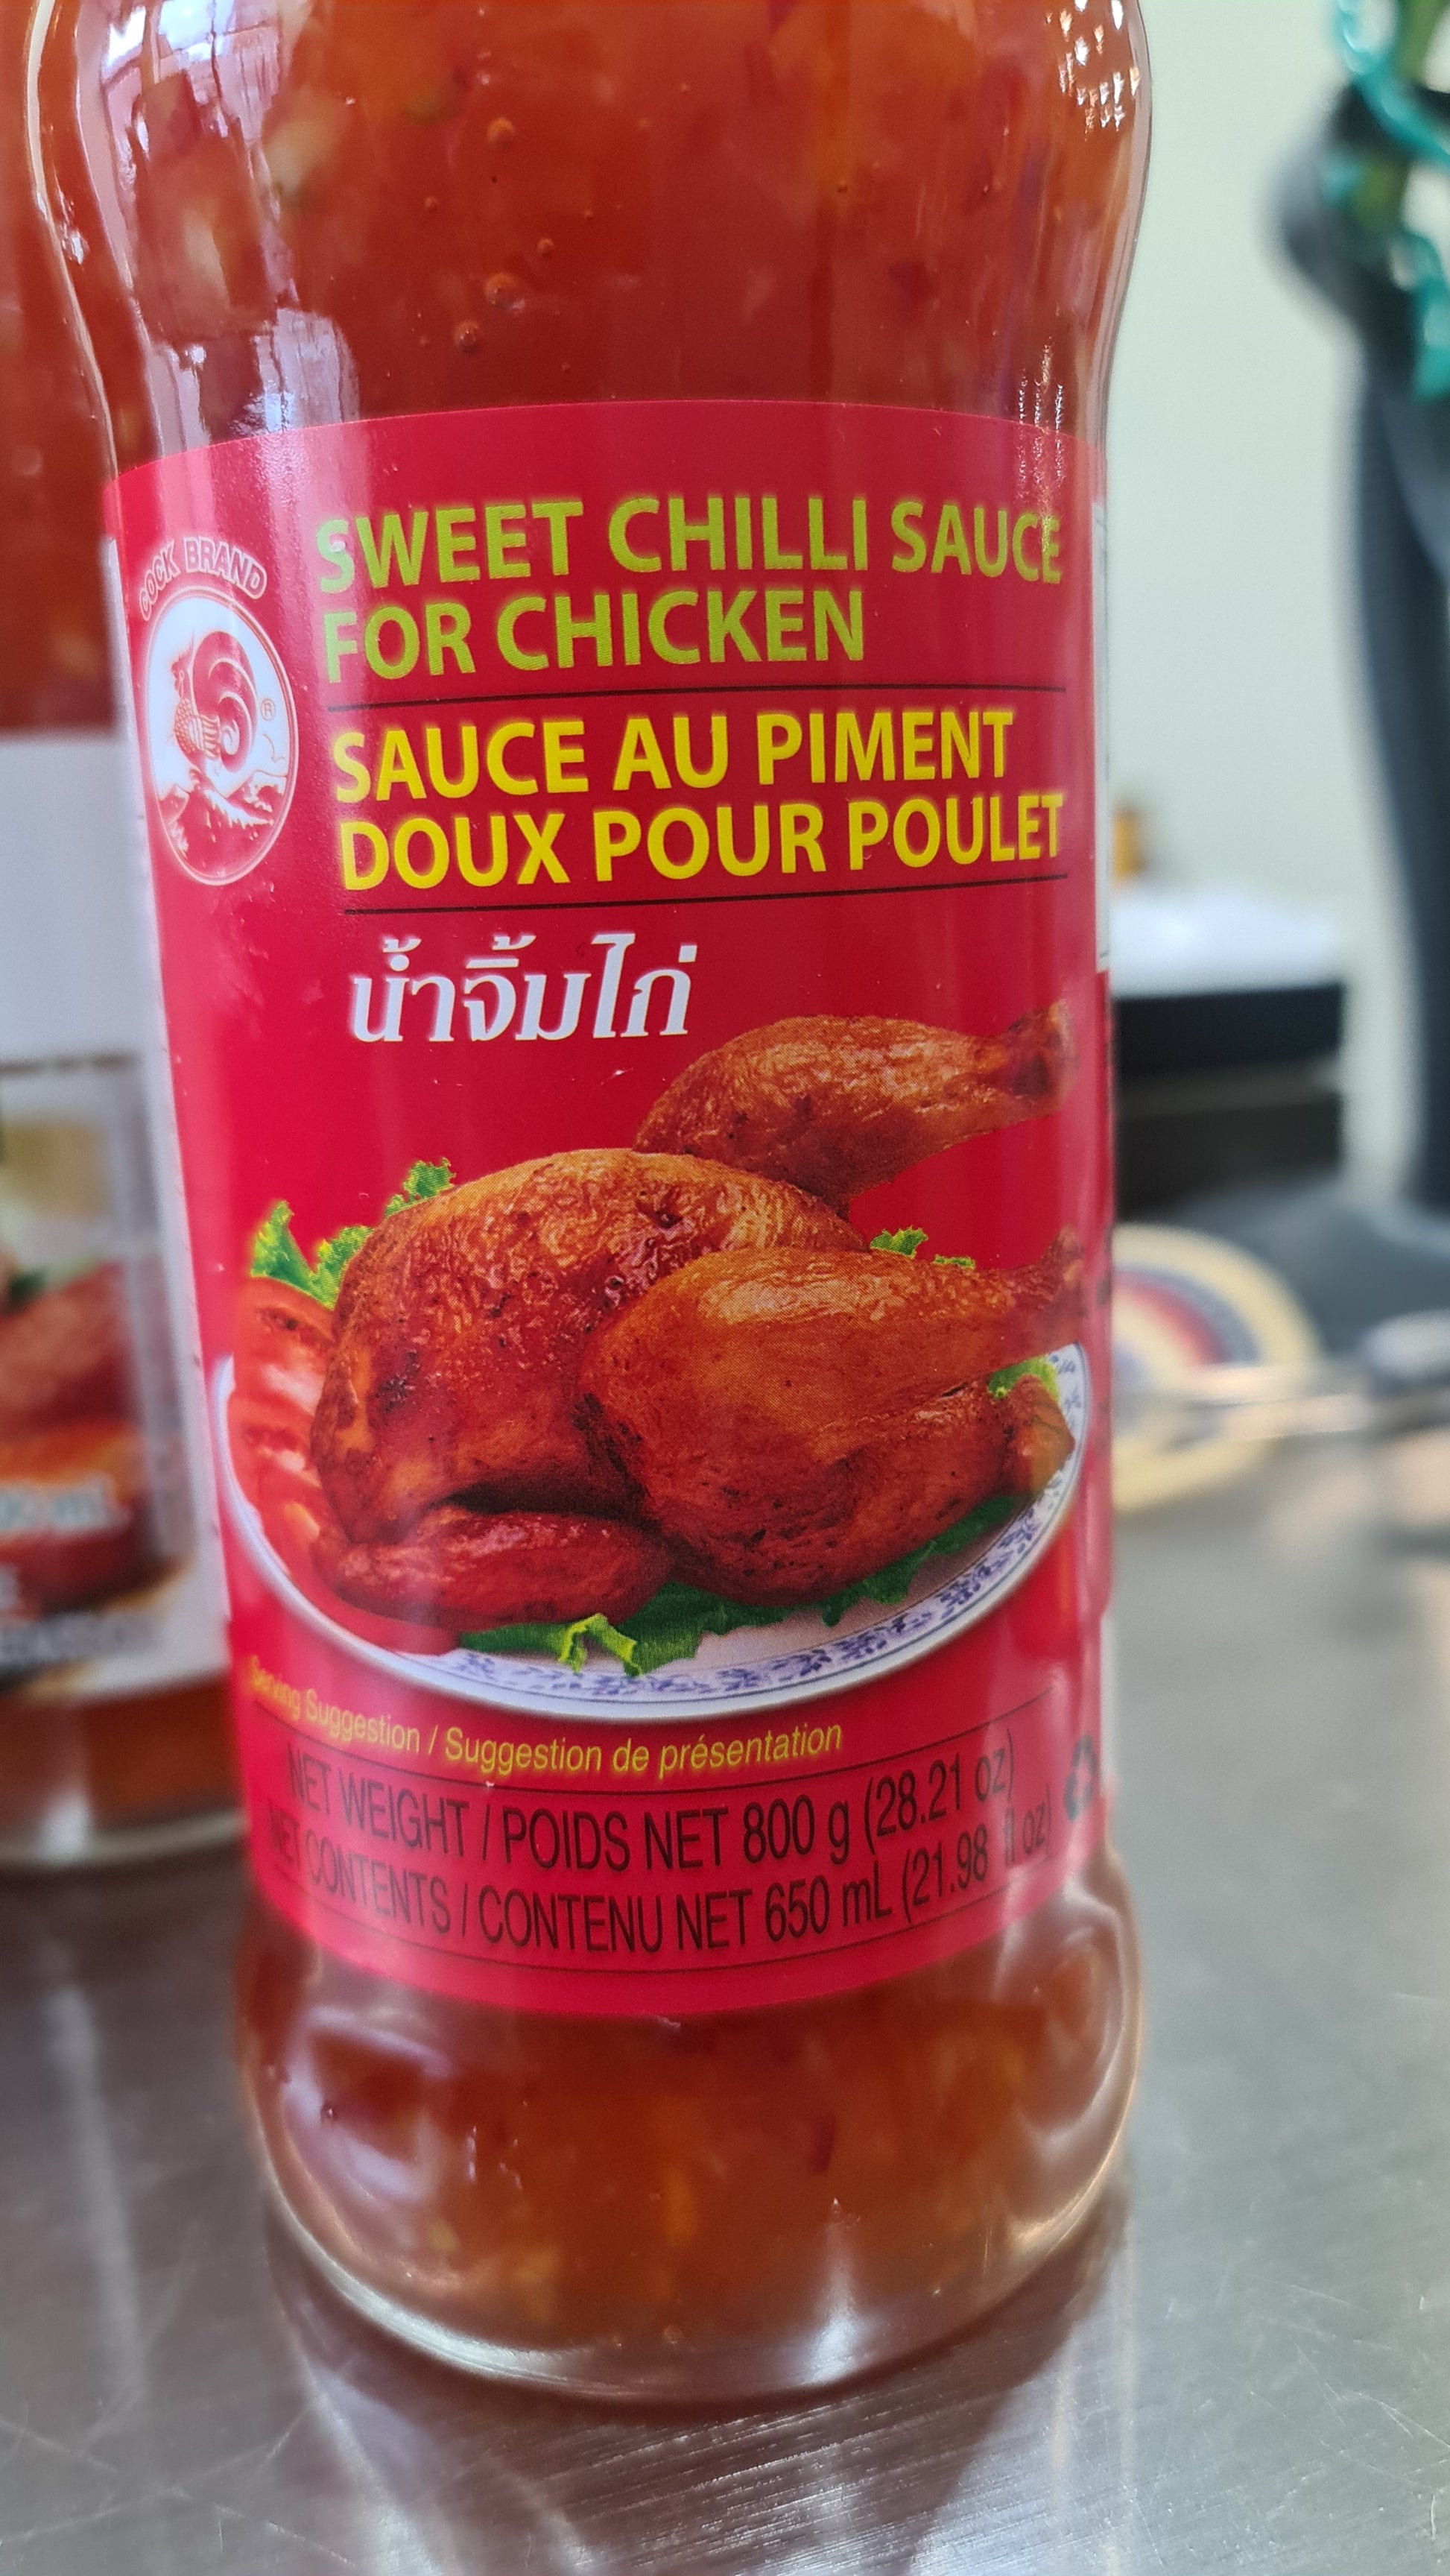 COCK BRAND
®
SWEET CHILLI SAUCE
FOR CHICKEN
SAUCE AU PIMENT
DOUX POUR POULET
น้ำจิ้มไก่
Serving Suggestion / Suggestion de présentation
NET WEIGHT / POIDS NET 800 g (28.21 oz)
NET CONTENTS / CONTENU NET 650 mL (21.98 fl oz)